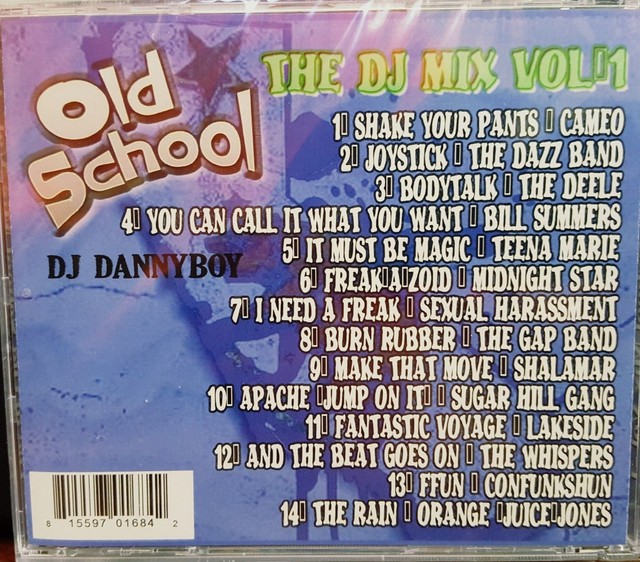 Old
School
THE DJ MIX VOL▯1
1▯ SHAKE YOUR PANTS ▯ CAMEO
2▯ JOYSTICK ▯ THE DAZZ BAND
3▯ BODYTALK ▯ THE DEELE
4▯ YOU CAN CALL IT WHAT YOU WANT ▯ BILL SUMMERS
5▯ IT MUST BE MAGIC ▯ TEENA MARIE
DJ DANNYBOY
6▯ FREAK▯A▯ZOID ▯ MIDNIGHT STAR
7▯ I NEED A FREAK ▯ SEXUAL HARASSMENT
8▯ BURN RUBBER ▯ THE GAP BAND
9▯ MAKE THAT MOVE ▯ SHALAMAR
10▯ APACHE ▯JUMP ON IT▯ ▯ SUGAR HILL GANG
11▯ FANTASTIC VOYAGE ▯ LAKESIDE
12▯ AND THE BEAT GOES ON ▯ THE WHISPERS
13▯ FFUN ▯ CONFUNKSHUN
14▯ THE RAIN ▯ ORANGE ▯JUICE▯JONES
8 15597 01684 2